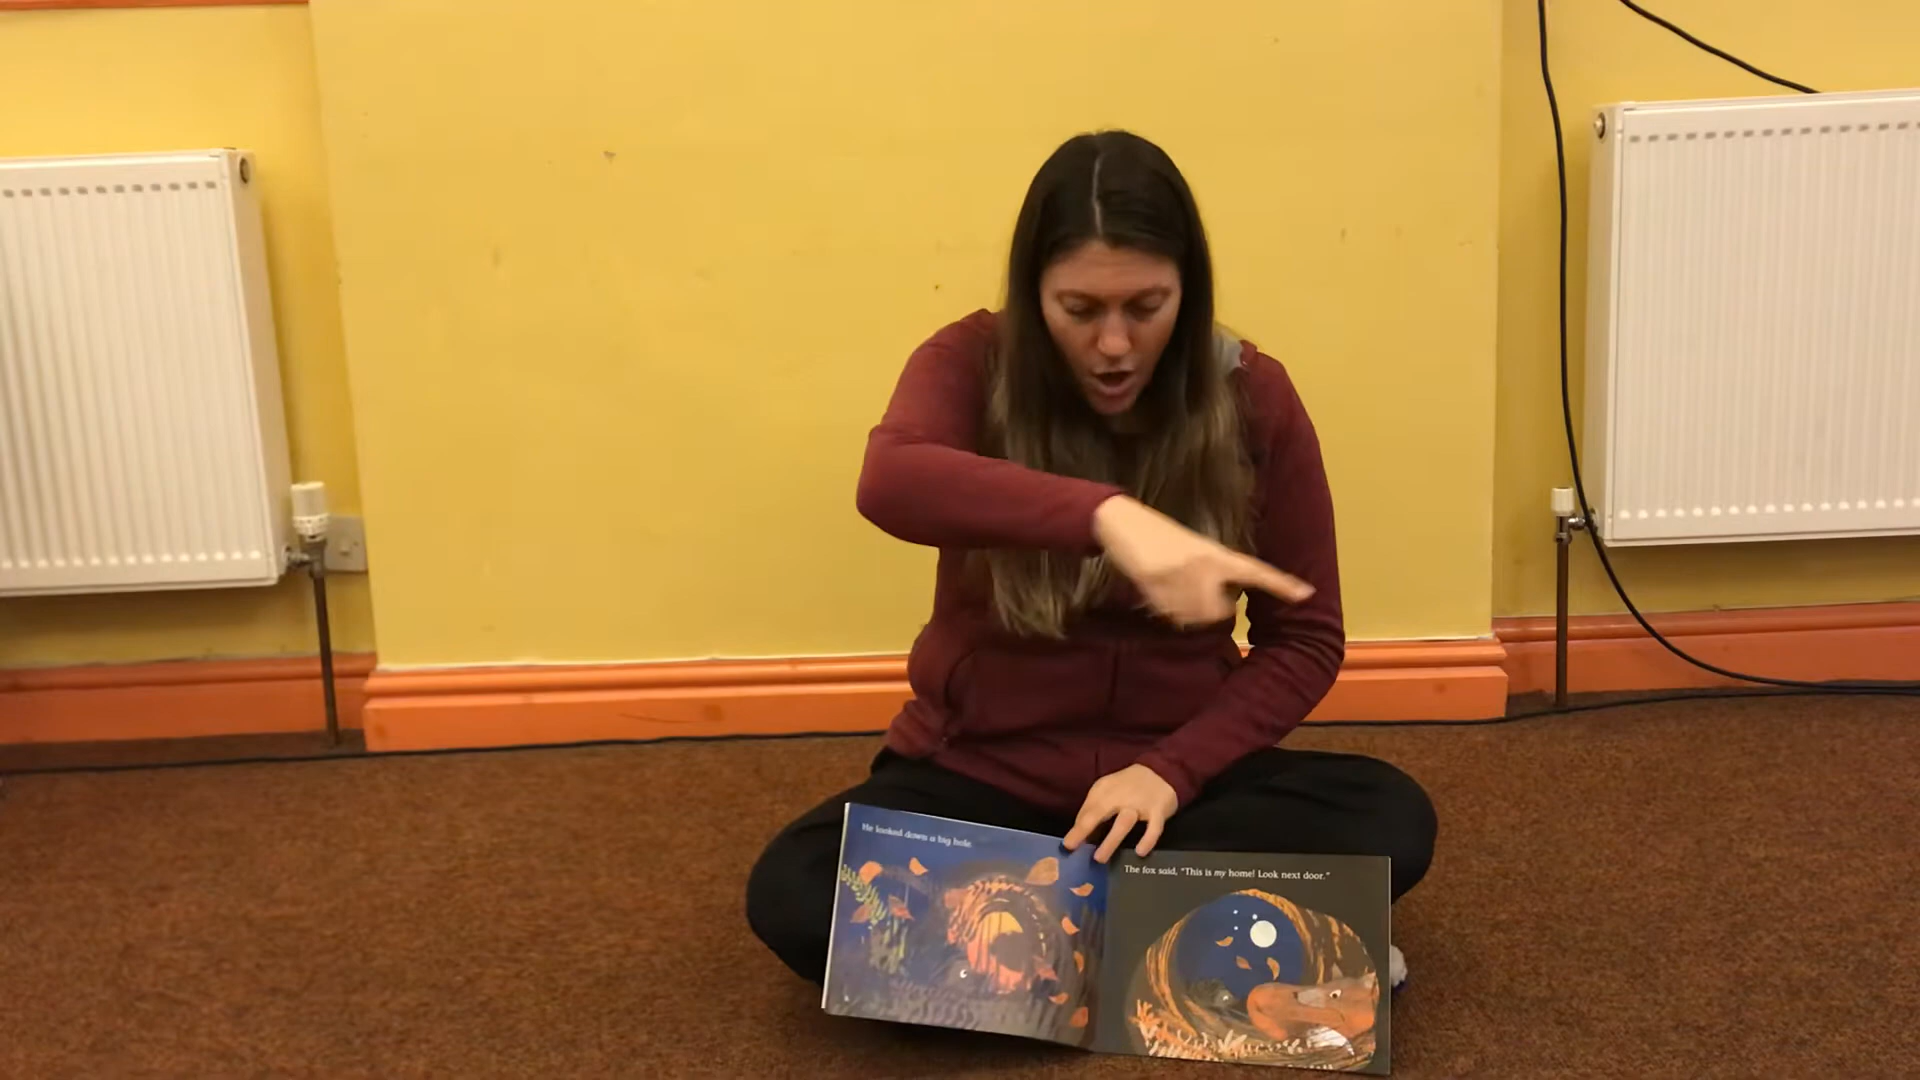 He looked down a big hole.
The fox said, “This is my home! Look next door.”